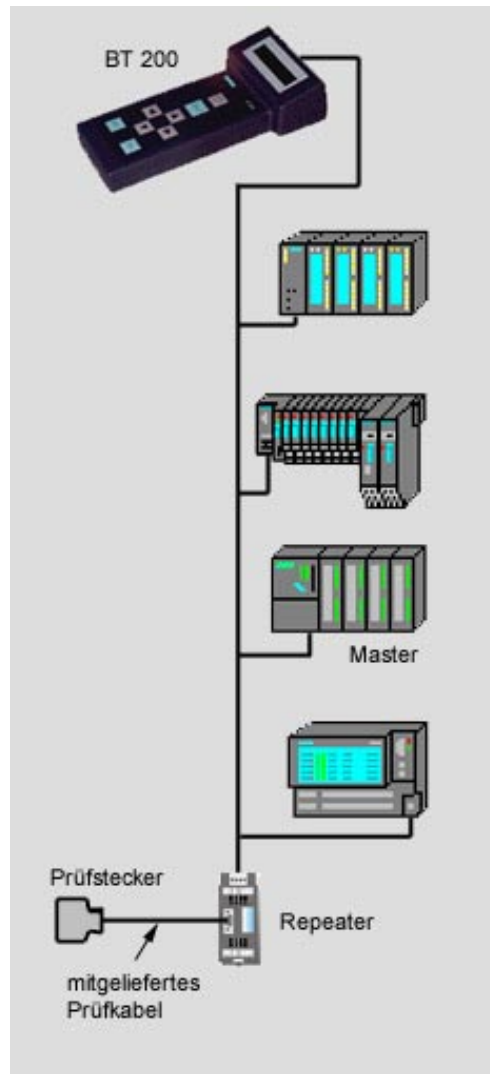 BT 200
Master
Prüfstecker
Repeater
mitgeliefertes
Prüfkabel